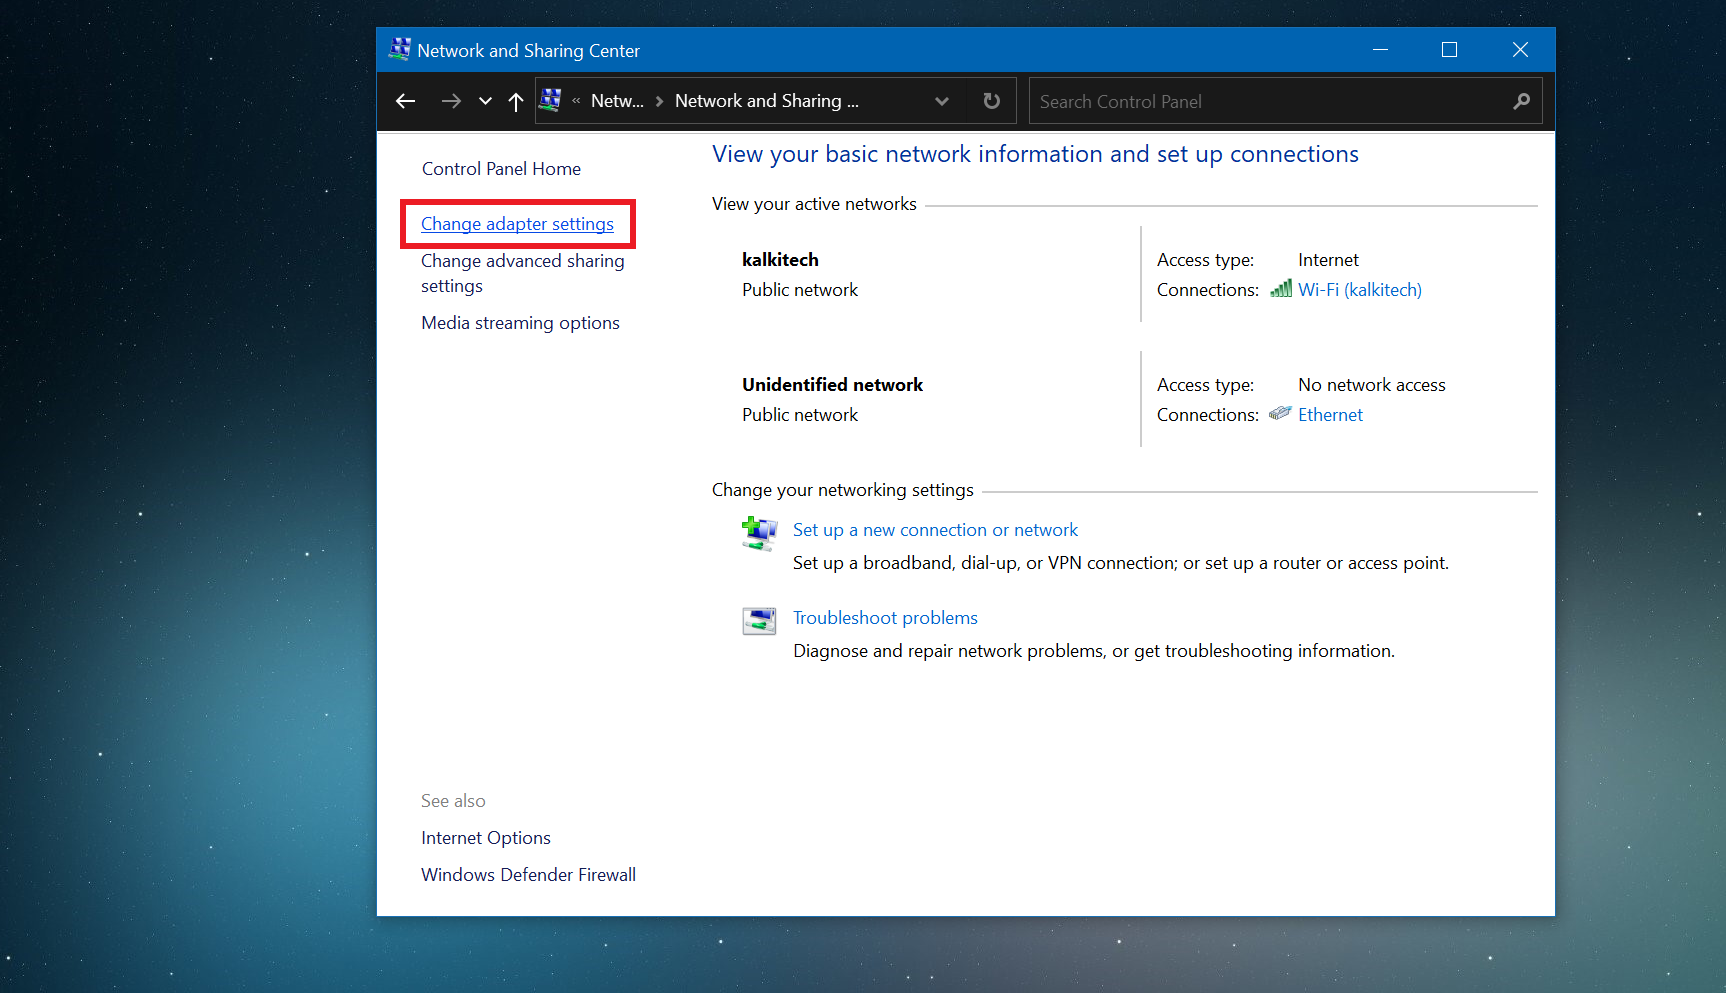 Network and Sharing Center
« Netw... > Network and Sharing ...
Search Control Panel
Control Panel Home
Change adapter settings
Change advanced sharing
settings
Media streaming options
View your basic network information and set up connections
View your active networks
kalkitech
Public network
Access type: Internet
Connections: Wi-Fi (kalkitech)
Unidentified network
Public network
Access type: No network access
Connections: Ethernet
Change your networking settings
Set up a new connection or network
Set up a broadband, dial-up, or VPN connection; or set up a router or access point.
Troubleshoot problems
Diagnose and repair network problems, or get troubleshooting information.
See also
Internet Options
Windows Defender Firewall